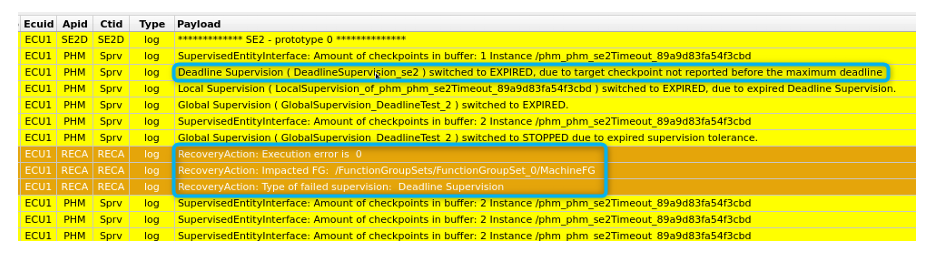 Ecuid Apid Ctid Type Payload
ECU1 SE2D SE2D log ************* SE2 - prototype 0 **************
ECU1 PHM Sprv log SupervisedEntityInterface: Amount of checkpoints in buffer: 1 Instance /phm_phm_se2Timeout_89a9d83fa54f3cbd
ECU1 PHM Sprv log Deadline Supervision ( DeadlineSupervision_se2 ) switched to EXPIRED, due to target checkpoint not reported before the maximum deadline
ECU1 PHM Sprv log Local Supervision ( LocalSupervision_of_phm_phm_se2Timeout_89a9d83fa54f3cbd ) switched to EXPIRED, due to expired Deadline Supervision.
ECU1 PHM Sprv log Global Supervision ( GlobalSupervision_DeadlineTest_2 ) switched to EXPIRED.
ECU1 PHM Sprv log SupervisedEntityInterface: Amount of checkpoints in buffer: 2 Instance /phm_phm_se2Timeout_89a9d83fa54f3cbd
ECU1 PHM Sprv log Global Supervision ( GlobalSupervision_DeadlineTest_2 ) switched to STOPPED due to expired supervision tolerance.
ECU1 RECA RECA log RecoveryAction: Execution error is 0
ECU1 RECA RECA log RecoveryAction: Impacted FG: /FunctionGroupSets/FunctionGroupSet_0/MachineFG
ECU1 RECA RECA log RecoveryAction: Type of failed supervision: Deadline Supervision
ECU1 PHM Sprv log SupervisedEntityInterface: Amount of checkpoints in buffer: 2 Instance /phm_phm_se2Timeout_89a9d83fa54f3cbd
ECU1 PHM Sprv log SupervisedEntityInterface: Amount of checkpoints in buffer: 2 Instance /phm_phm_se2Timeout_89a9d83fa54f3cbd
ECU1 PHM Sprv log SupervisedEntityInterface: Amount of checkpoints in buffer: 2 Instance /phm_phm_se2Timeout_89a9d83fa54f3cbd